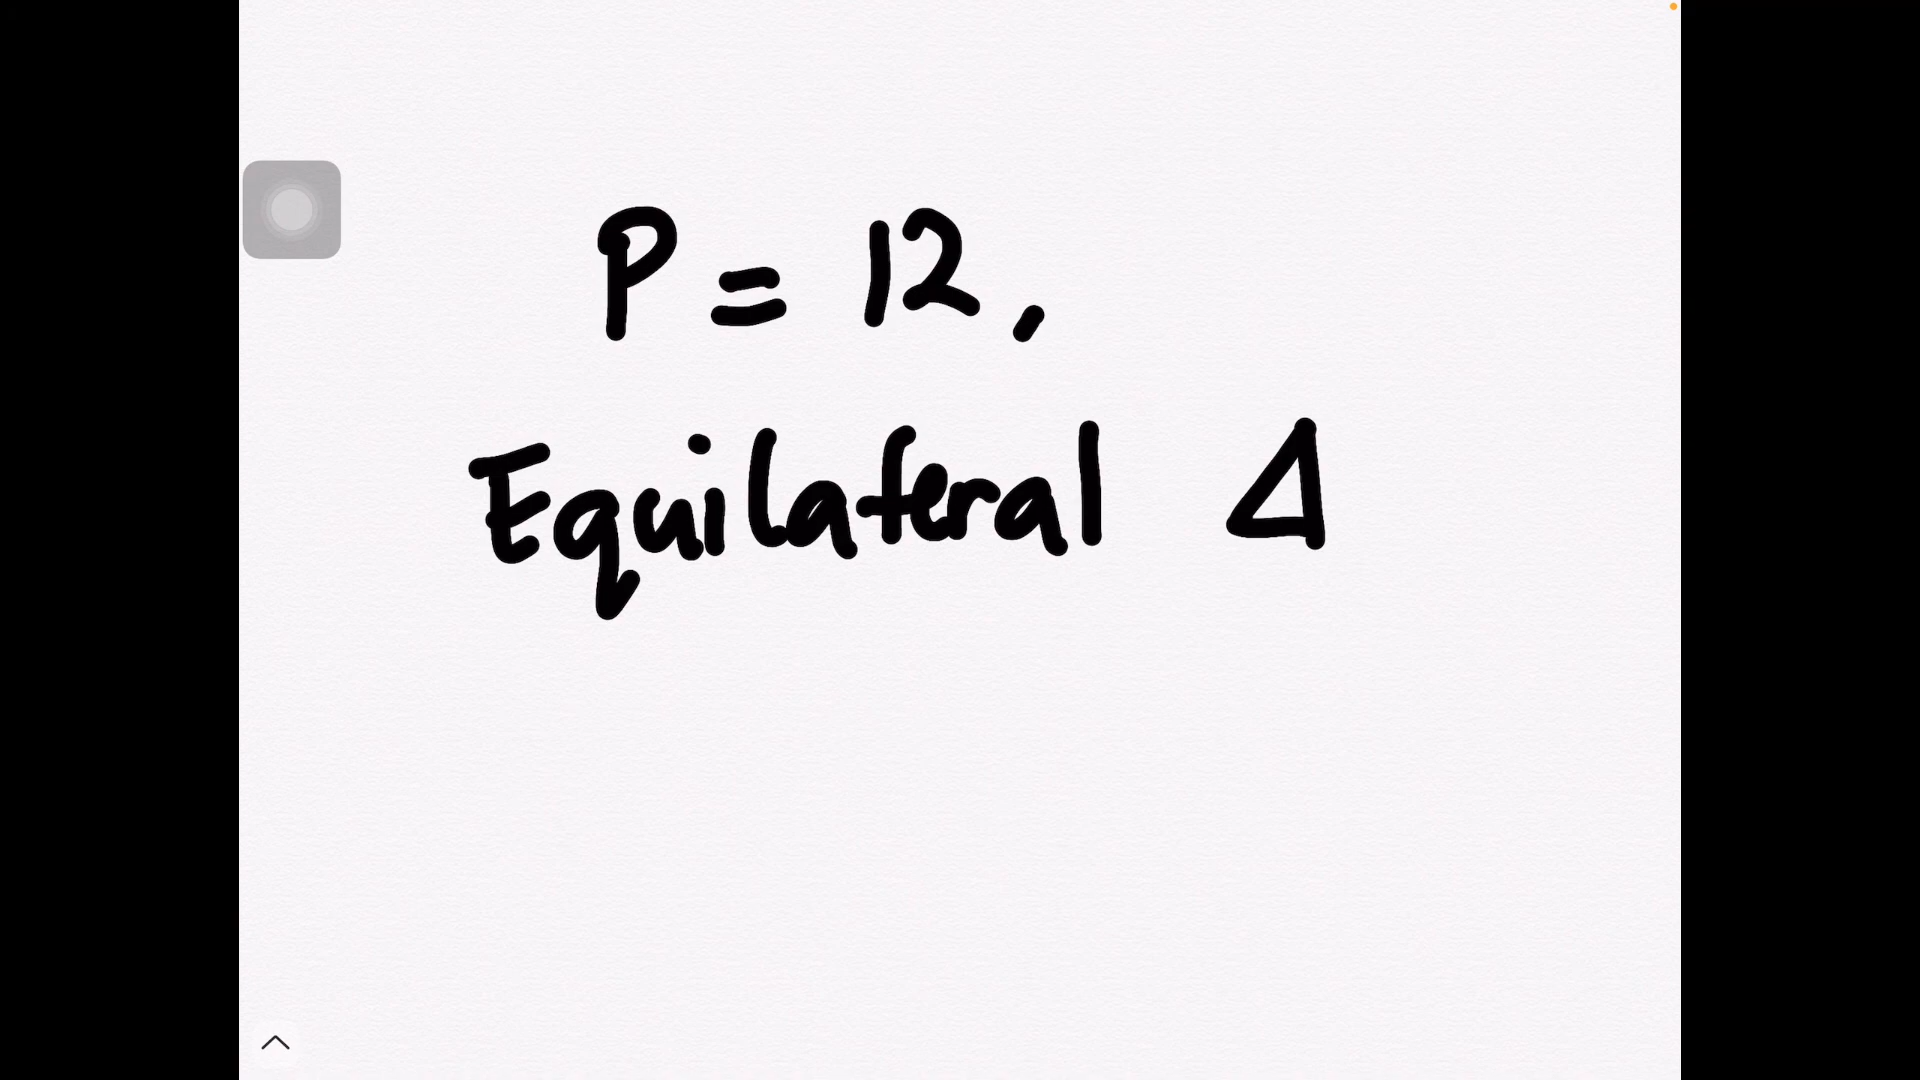 P = 12,
Equilateral Δ